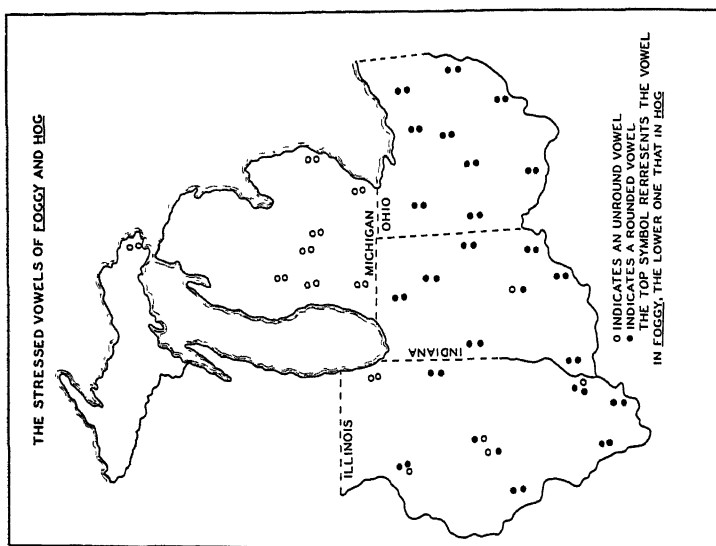 THE STRESSED VOWELS OF FOGGY AND HOG
MICHIGAN
OHIO
INDIANA
ILLINOIS
o INDICATES AN UNROUND VOWEL
• INDICATES A ROUNDED VOWEL
THE TOP SYMBOL RERRESENTS THE VOWEL
IN FOGGY, THE LOWER ONE THAT IN HOG